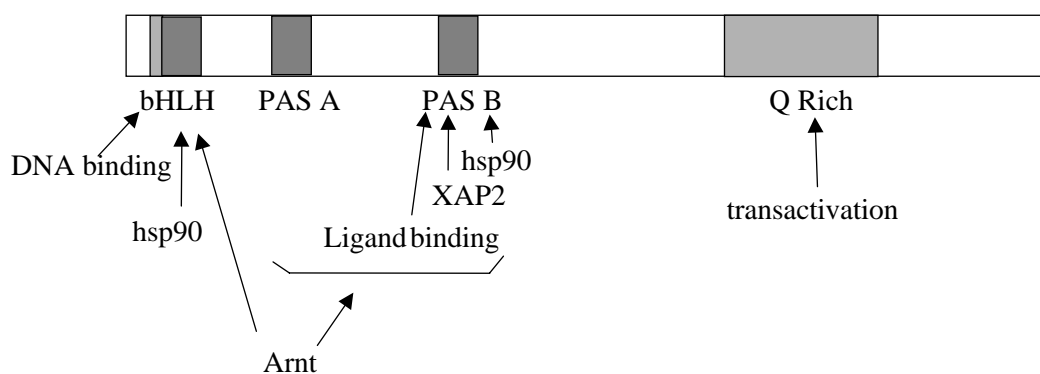 bHLH PAS A PAS B Q Rich
DNA binding
hsp90
hsp90
XAP2
transactivation
Ligand binding
Arnt